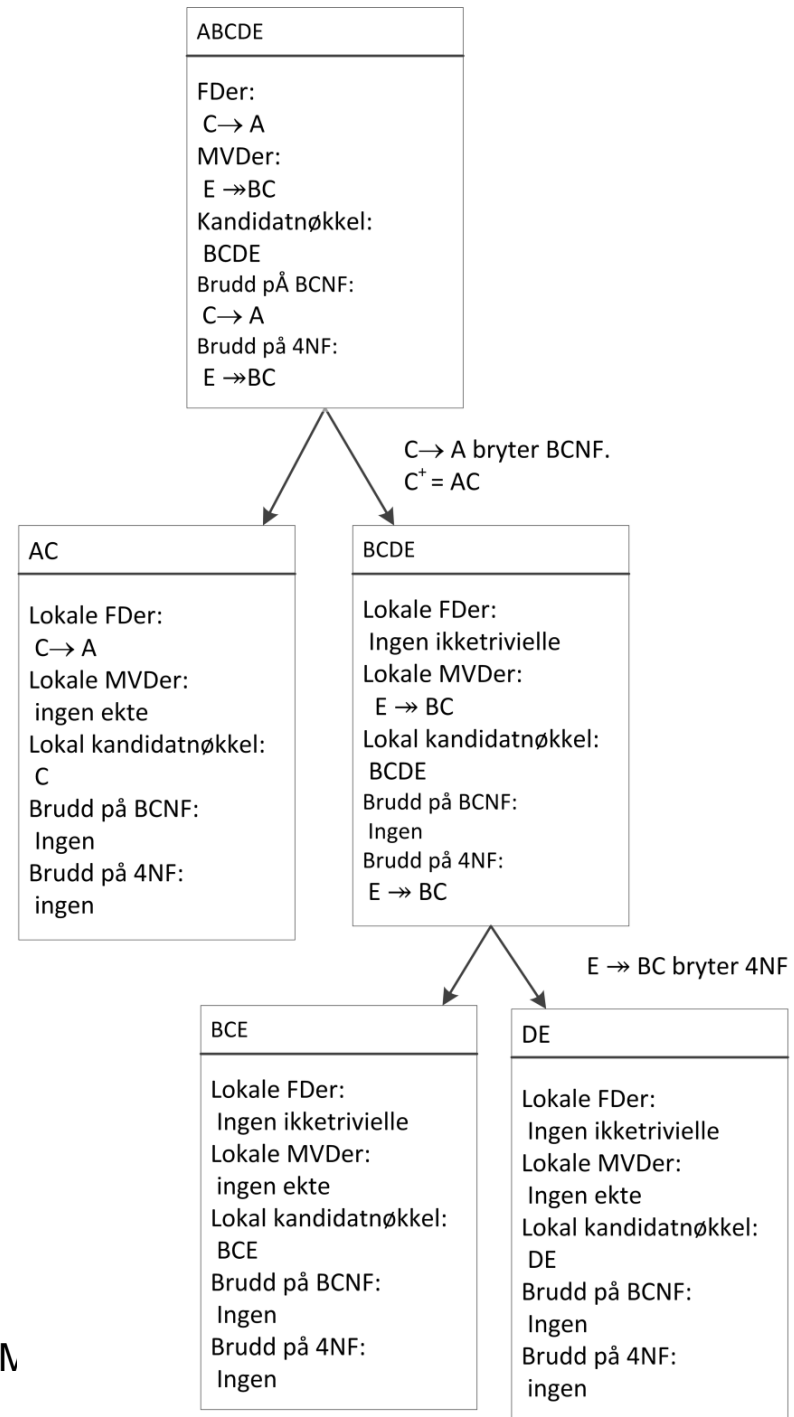 ABCDE
FDer:
C→ A
MVDer:
E ↠BC
Kandidatnøkkel:
BCDE
Brudd pÅ BCNF:
C→ A
Brudd på 4NF:
E ↠BC
C→ A bryter BCNF.
C⁺ = AC
AC
Lokale FDer:
C→ A
Lokale MVDer:
ingen ekte
Lokal kandidatnøkkel:
C
Brudd på BCNF:
Ingen
Brudd på 4NF:
ingen
BCDE
Lokale FDer:
Ingen ikketrivielle
Lokale MVDer:
E ↠ BC
Lokal kandidatnøkkel:
BCDE
Brudd på BCNF:
Ingen
Brudd på 4NF:
E ↠ BC
E ↠ BC bryter 4NF
BCE
Lokale FDer:
Ingen ikketrivielle
Lokale MVDer:
ingen ekte
Lokal kandidatnøkkel:
BCE
Brudd på BCNF:
Ingen
Brudd på 4NF:
Ingen
DE
Lokale FDer:
Ingen ikketrivielle
Lokale MVDer:
Ingen ekte
Lokal kandidatnøkkel:
DE
Brudd på BCNF:
Ingen
Brudd på 4NF:
ingen